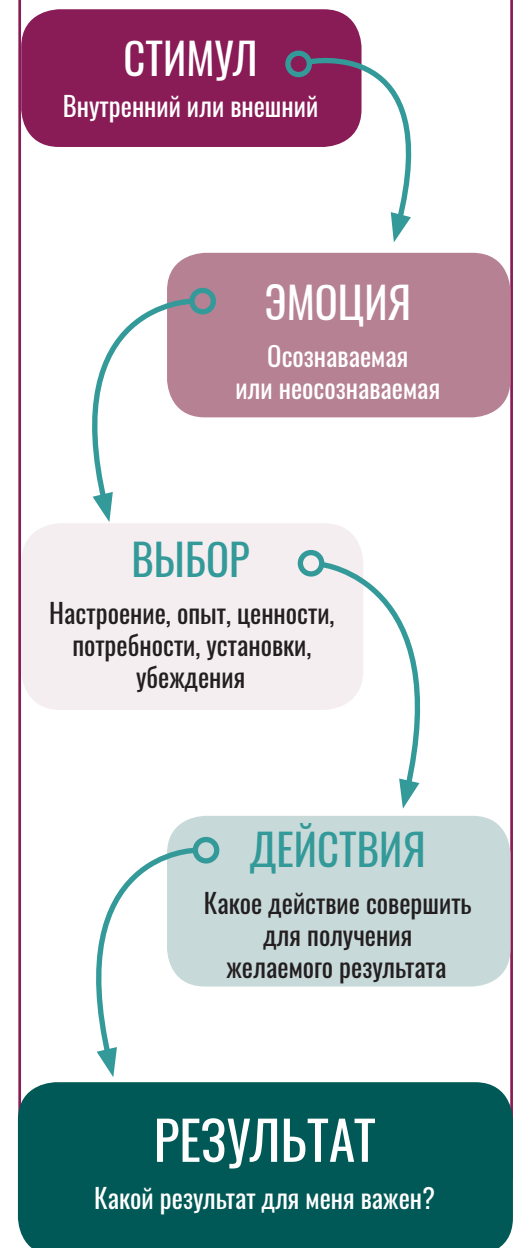 СТИМУЛ
Внутренний или внешний
ЭМОЦИЯ
Осознаваемая
или неосознаваемая
ВЫБОР
Настроение, опыт, ценности,
потребности, установки,
убеждения
ДЕЙСТВИЯ
Какое действие совершить
для получения
желаемого результата
РЕЗУЛЬТАТ
Какой результат для меня важен?